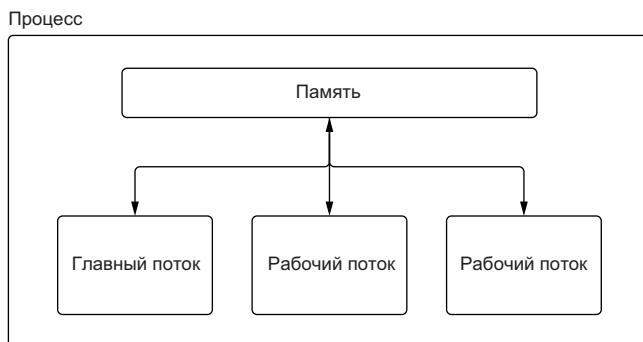 Процесс
Память
Главный поток
Рабочий поток
Рабочий поток